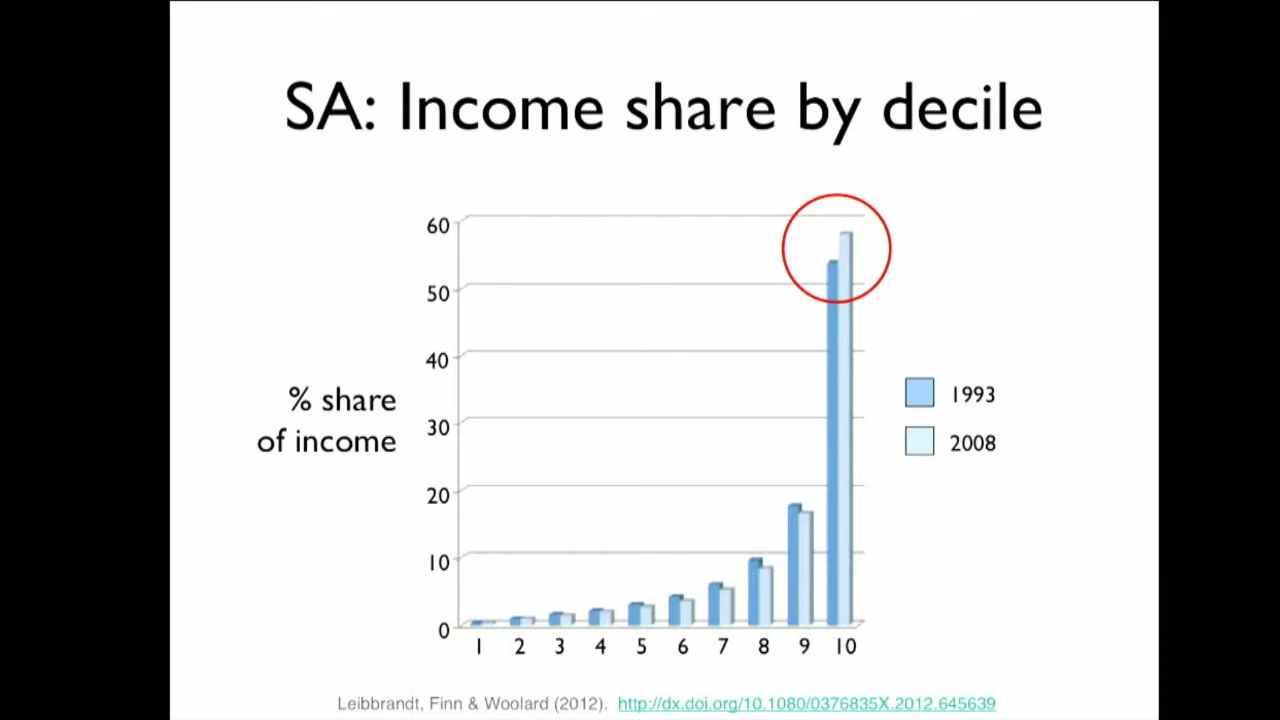 SA: Income share by decile
60
50
40
30
20
10
0
% share
of income
1 2 3 4 5 6 7 8 9 10
1993
2008
Leibbrandt, Finn & Woolard (2012). http://dx.doi.org/10.1080/0376835X.2012.645639